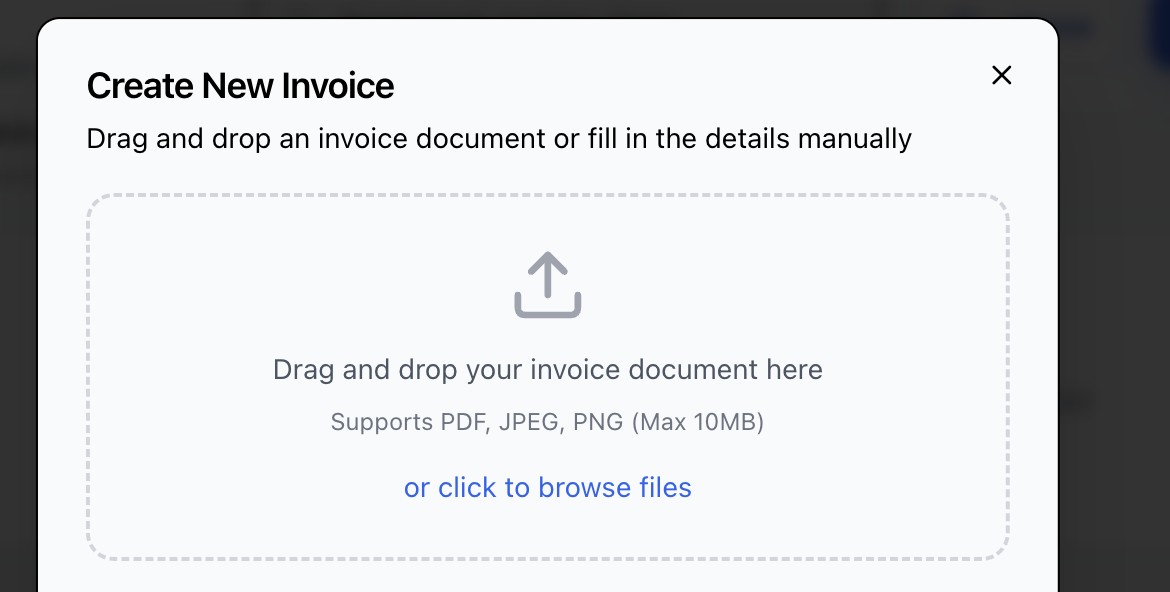 Create New Invoice
Drag and drop an invoice document or fill in the details manually
Drag and drop your invoice document here
Supports PDF, JPEG, PNG (Max 10MB)
or click to browse files